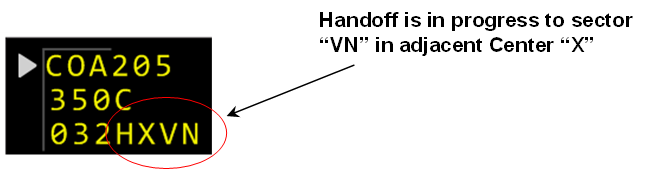 Handoff is in progress to sector
“VN” in adjacent Center “X”
COA205
350C
032HXVN